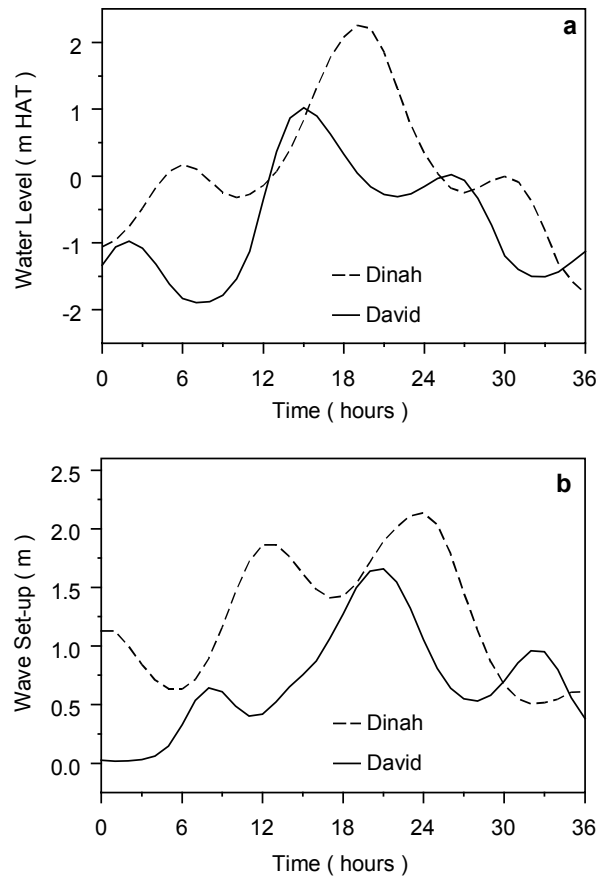 a
2
1
0
-1
-2
Water Level ( m HAT )
Dinah
David
0 6 12 18 24 30 36
Time ( hours )
b
2.5
2.0
1.5
1.0
0.5
0.0
Wave Set-up ( m )
Dinah
David
0 6 12 18 24 30 36
Time ( hours )